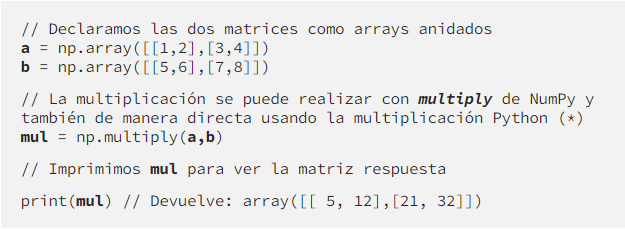 // Declaramos las dos matrices como arrays anidados
a = np.array([[1,2],[3,4]])
b = np.array([[5,6],[7,8]])
// La multiplicación se puede realizar con multiply de NumPy y
también de manera directa usando la multiplicación Python (*)
mul = np.multiply(a,b)
// Imprimimos mul para ver la matriz respuesta
print(mul) // Devuelve: array([[ 5, 12],[21, 32]])